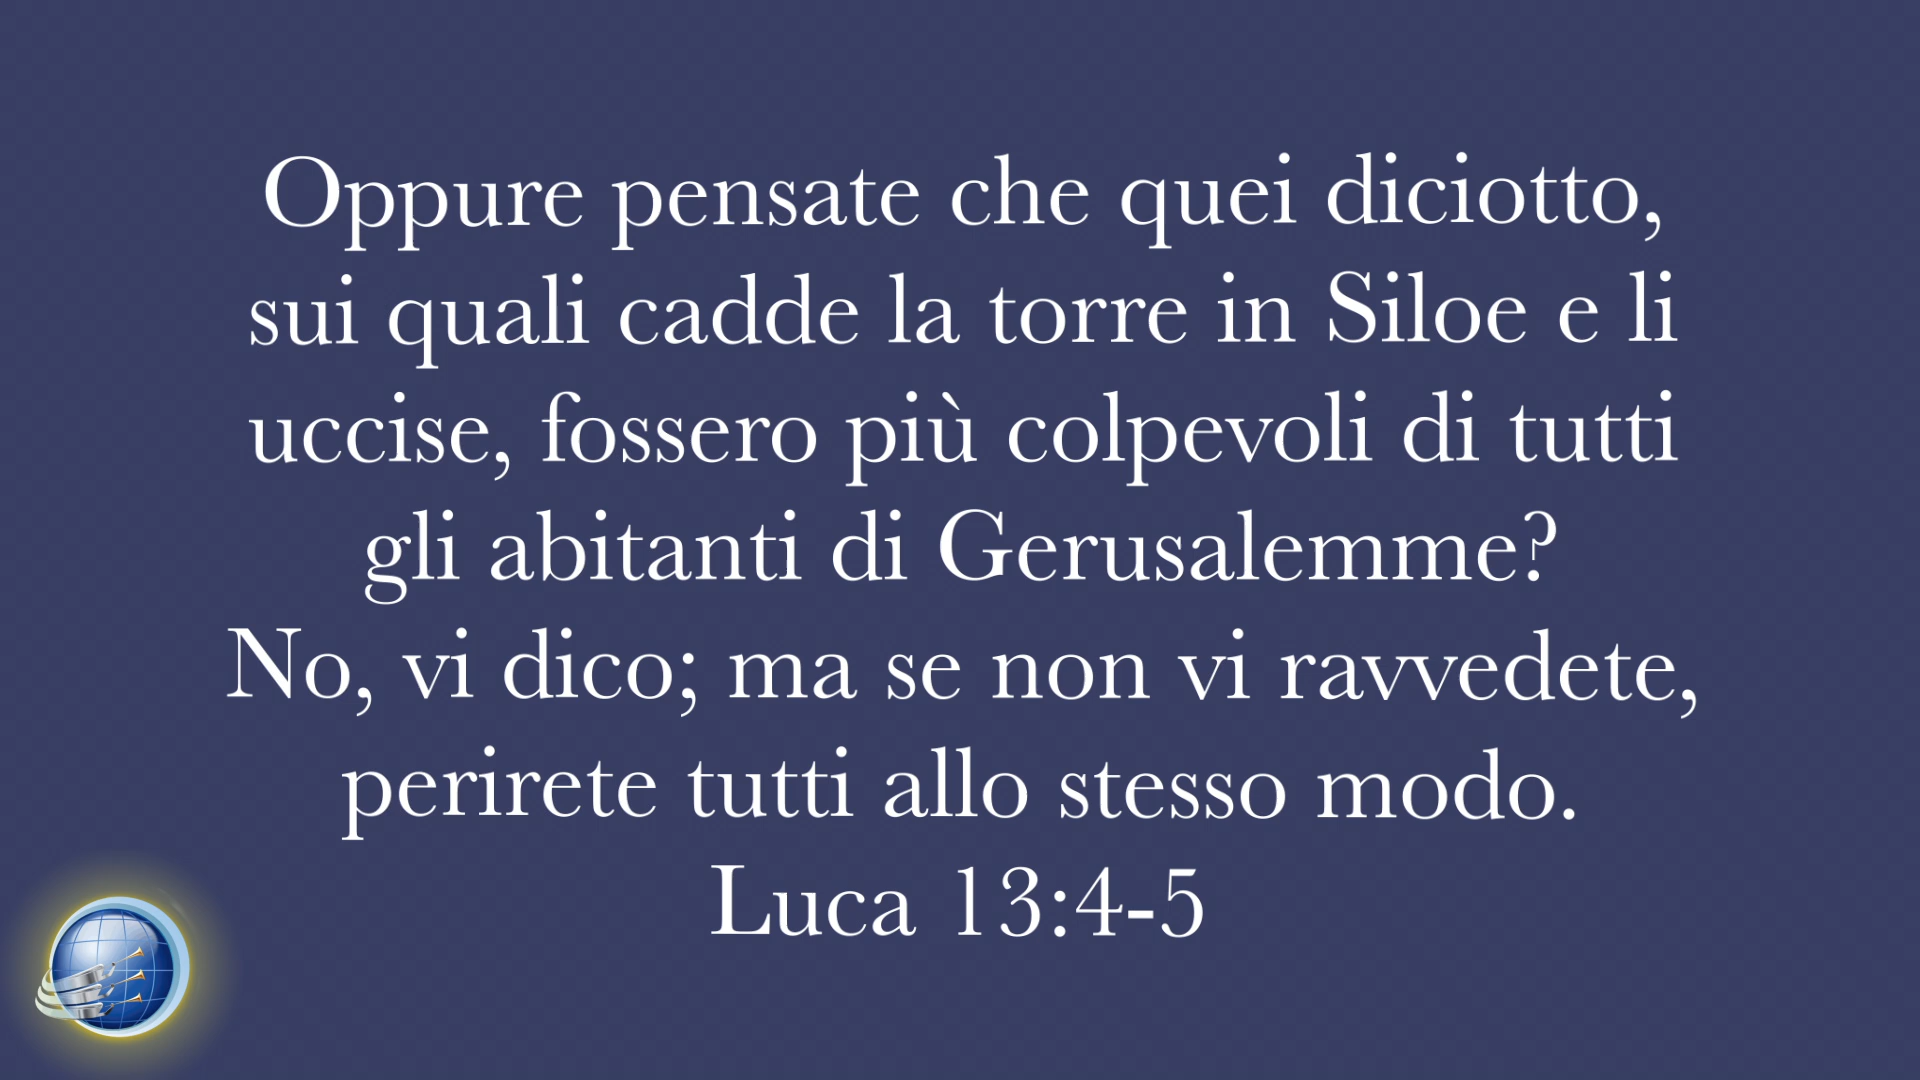 Oppure pensate che quei diciotto,
sui quali cadde la torre in Siloe e li
uccise, fossero più colpevoli di tutti
gli abitanti di Gerusalemme?
No, vi dico; ma se non vi ravvedete,
perirete tutti allo stesso modo.
Luca 13:4-5